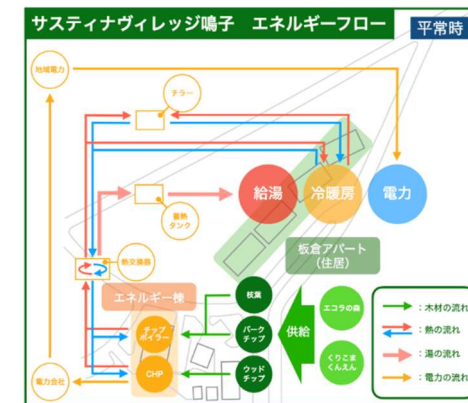 サスティナヴィレッジ鳴子 エネルギーフロー
平常時
地域電力
チラー
給湯
冷暖房
電力
蓄熱
タンク
板倉アパート
(住居)
熱交換器
エネルギー棟
枝葉
エコラの森
チップ
ボイラー
バーク
チップ
供給
くりこま
くんえん
CHP
ウッド
チップ
電力会社
:木材の流れ
:熱の流れ
:湯の流れ
:電力の流れ